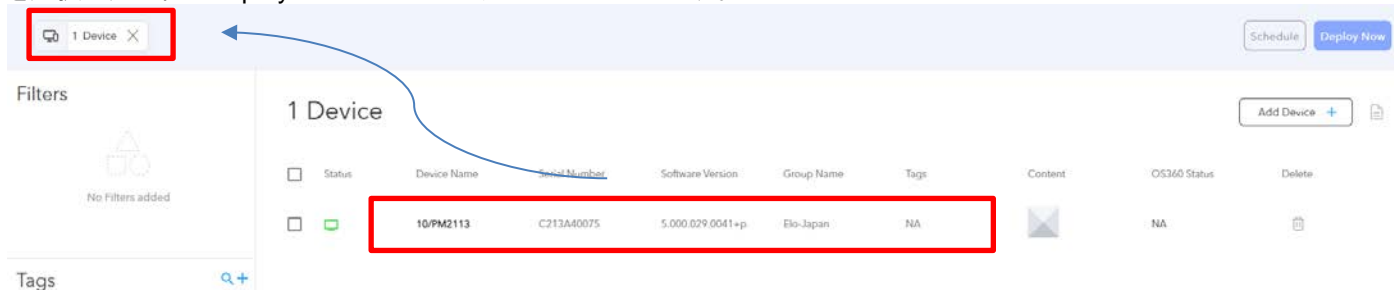 1 Device
Schedule
Deploy Now
Filters
No Filters added
Tags
1 Device
Add Device +
Status Device Name Serial Number Software Version Group Name Tags Content OS360 Status Delete
10/PM2113 C213A40075 5.000.029.0041+p Elo-Japan NA NA